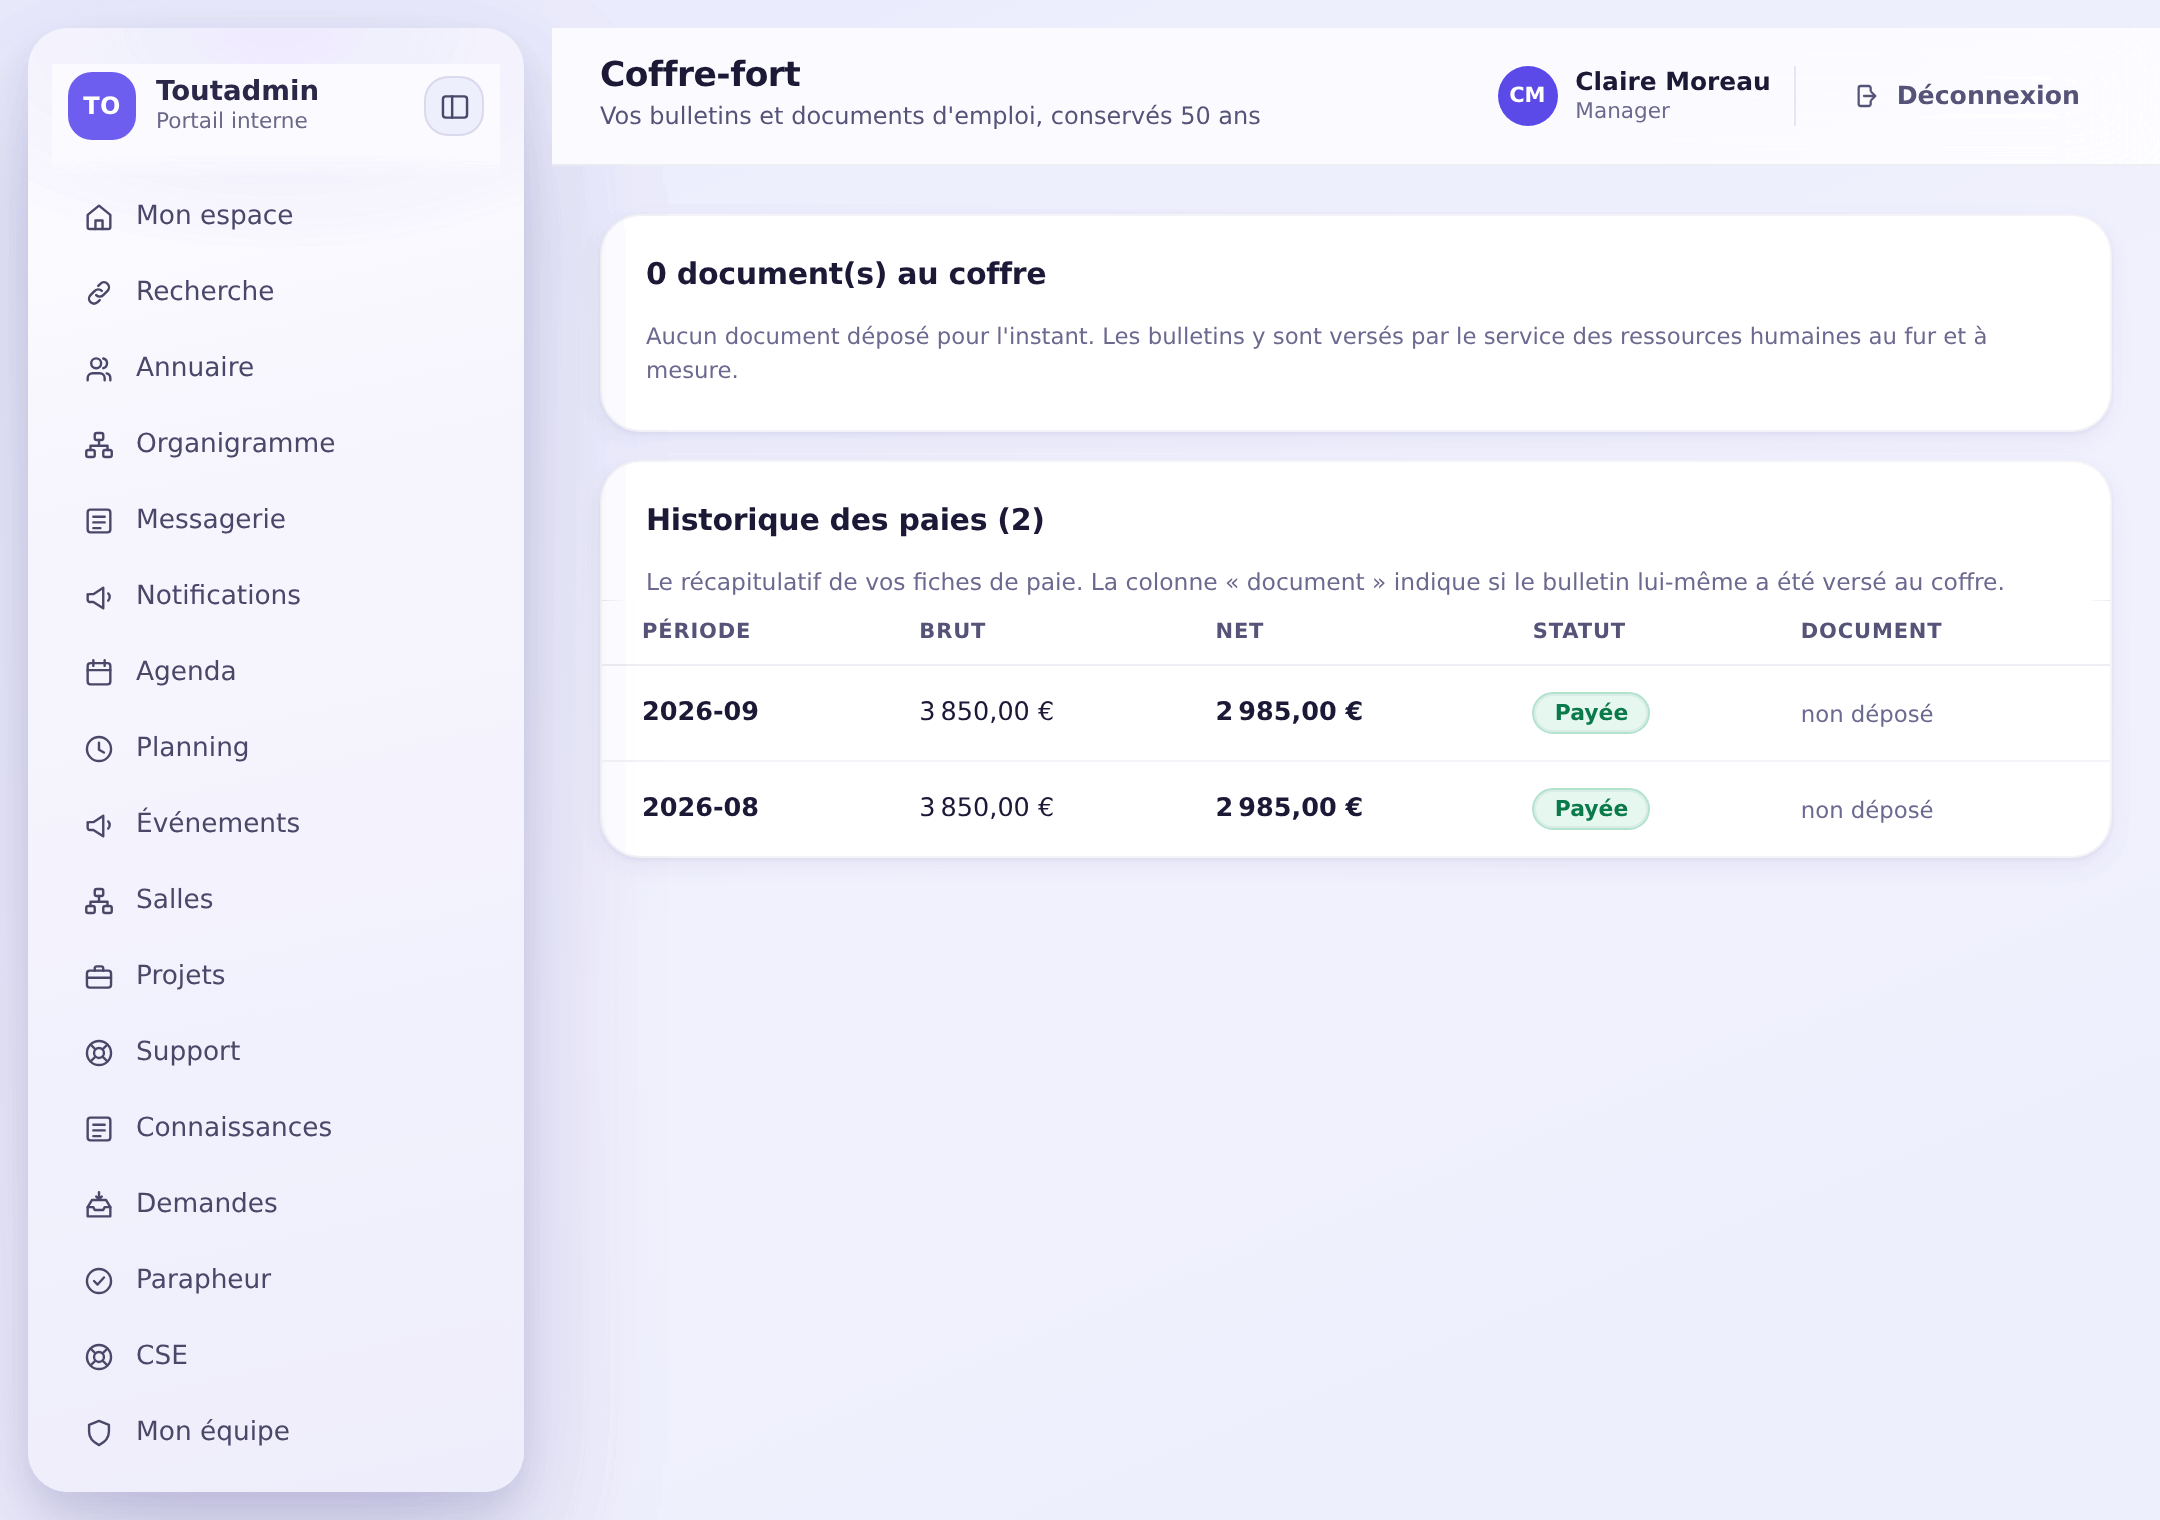 TO
Toutadmin
Portail interne
Mon espace
Recherche
Annuaire
Organigramme
Messagerie
Notifications
Agenda
Planning
Événements
Salles
Projets
Support
Connaissances
Demandes
Parapheur
CSE
Mon équipe
Coffre-fort
Vos bulletins et documents d'emploi, conservés 50 ans
CM
Claire Moreau
Manager
Déconnexion
0 document(s) au coffre
Aucun document déposé pour l'instant. Les bulletins y sont versés par le service des ressources humaines au fur et à
mesure.
Historique des paies (2)
Le récapitulatif de vos fiches de paie. La colonne « document » indique si le bulletin lui-même a été versé au coffre.
PÉRIODE BRUT NET STATUT DOCUMENT
2026-09 3 850,00 € 2 985,00 € Payée non déposé
2026-08 3 850,00 € 2 985,00 € Payée non déposé